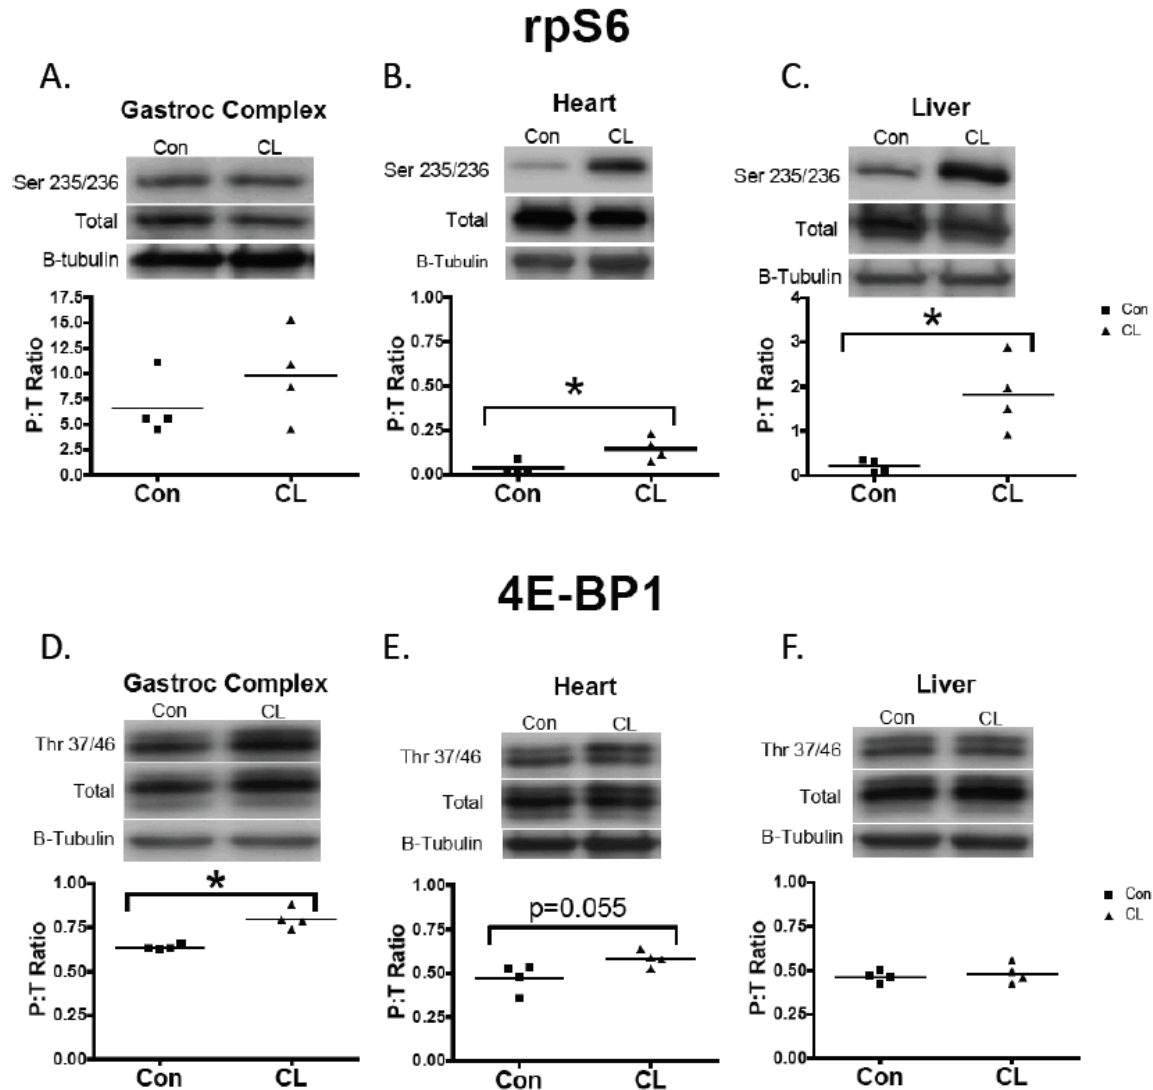 rpS6
A. B. C.
Gastroc Complex Heart Liver
Con CL Con CL Con CL
Ser 235/236 Ser 235/236 Ser 235/236
Total Total Total
B-tubulin B-Tubulin B-Tubulin
17.5 1.00 4
15.0
12.5 0.75 3
10.0
7.5 0.50 2
5.0 0.25 1
2.5
0.0 0.00 0
P:T Ratio P:T Ratio P:T Ratio
* *
Con CL Con CL Con CL
Con
CL
4E-BP1
D. E. F.
Gastroc Complex Heart Liver
Con CL Con CL Con CL
Thr 37/46 Thr 37/46 Thr 37/46
Total Total Total
B-Tubulin B-Tubulin B-Tubulin
1.00 1.00 1.00
0.75 0.75 0.75
0.50 0.50 0.50
0.25 0.25 0.25
0.00 0.00 0.00
P:T Ratio P:T Ratio P:T Ratio
* p=0.055
Con CL Con CL Con CL
Con
CL